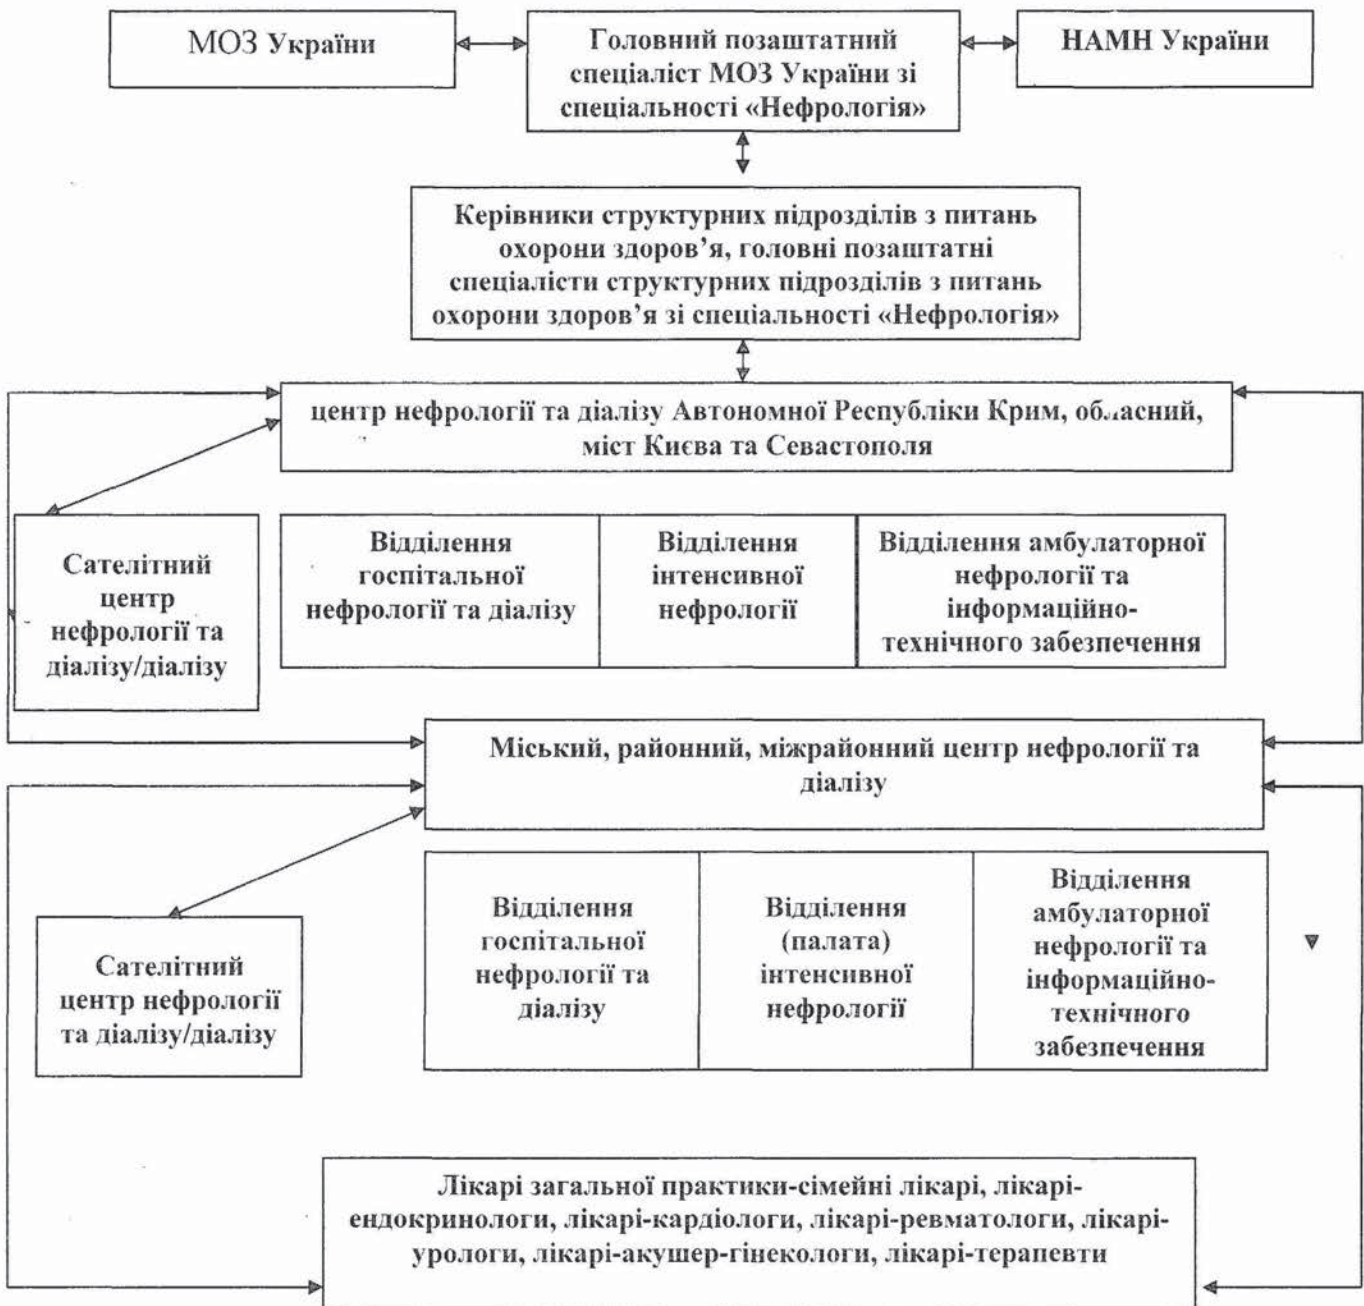 МОЗ України
Головний позаштатний
спеціаліст МОЗ України зі
спеціальності «Нефрологія»
НАМН України
Керівники структурних підрозділів з питань
охорони здоров’я, головні позаштатні
спеціалісти структурних підрозділів з питань
охорони здоров’я зі спеціальності «Нефрологія»
центр нефрології та діалізу Автономної Республіки Крим, обласний,
міст Києва та Севастополя
Сателітний
центр
нефрології та
діалізу/діалізу
Відділення
госпітальної
нефрології та діалізу
Відділення
інтенсивної
нефрології
Відділення амбулаторної
нефрології та
інформаційно-
технічного забезпечення
Міський, районний, міжрайонний центр нефрології та
діалізу
Сателітний
центр нефрології
та діалізу/діалізу
Відділення
госпітальної
нефрології та
діалізу
Відділення
(палата)
інтенсивної
нефрології
Відділення
амбулаторної
нефрології та
інформаційно-
технічного
забезпечення
Лікарі загальної практики-сімейні лікарі, лікарі-
ендокринологи, лікарі-кардіологи, лікарі-ревматологи, лікарі-
урологи, лікарі-акушер-гінекологи, лікарі-терапевти